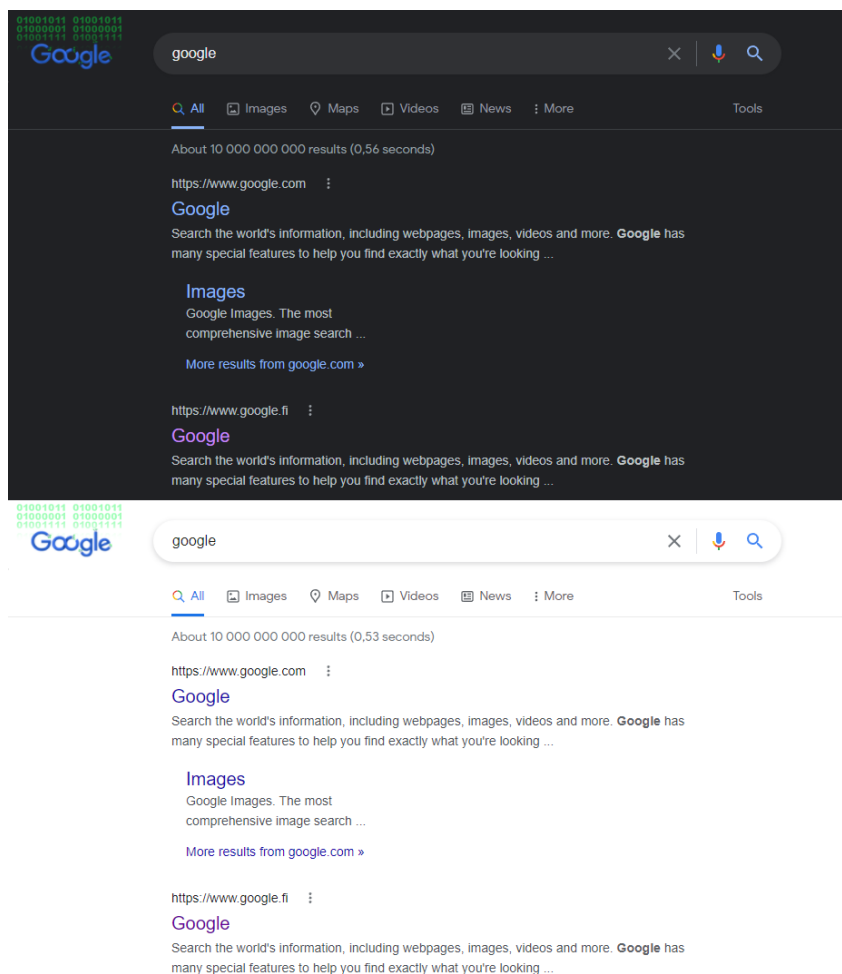 01001011 01001011
01000001 01000001
01001111 01001111
Google
google
All Images Maps Videos News More Tools
About 10 000 000 000 results (0,56 seconds)
https://www.google.com
Google
Search the world's information, including webpages, images, videos and more. Google has
many special features to help you find exactly what you're looking ...
Images
Google Images. The most
comprehensive image search ...
More results from google.com »
https://www.google.fi
Google
Search the world's information, including webpages, images, videos and more. Google has
many special features to help you find exactly what you're looking ...
01001011 01001011
01000001 01000001
01001111 01001111
Google
google
All Images Maps Videos News More Tools
About 10 000 000 000 results (0,53 seconds)
https://www.google.com
Google
Search the world's information, including webpages, images, videos and more. Google has
many special features to help you find exactly what you're looking ...
Images
Google Images. The most
comprehensive image search ...
More results from google.com »
https://www.google.fi
Google
Search the world's information, including webpages, images, videos and more. Google has
many special features to help you find exactly what you're looking ...